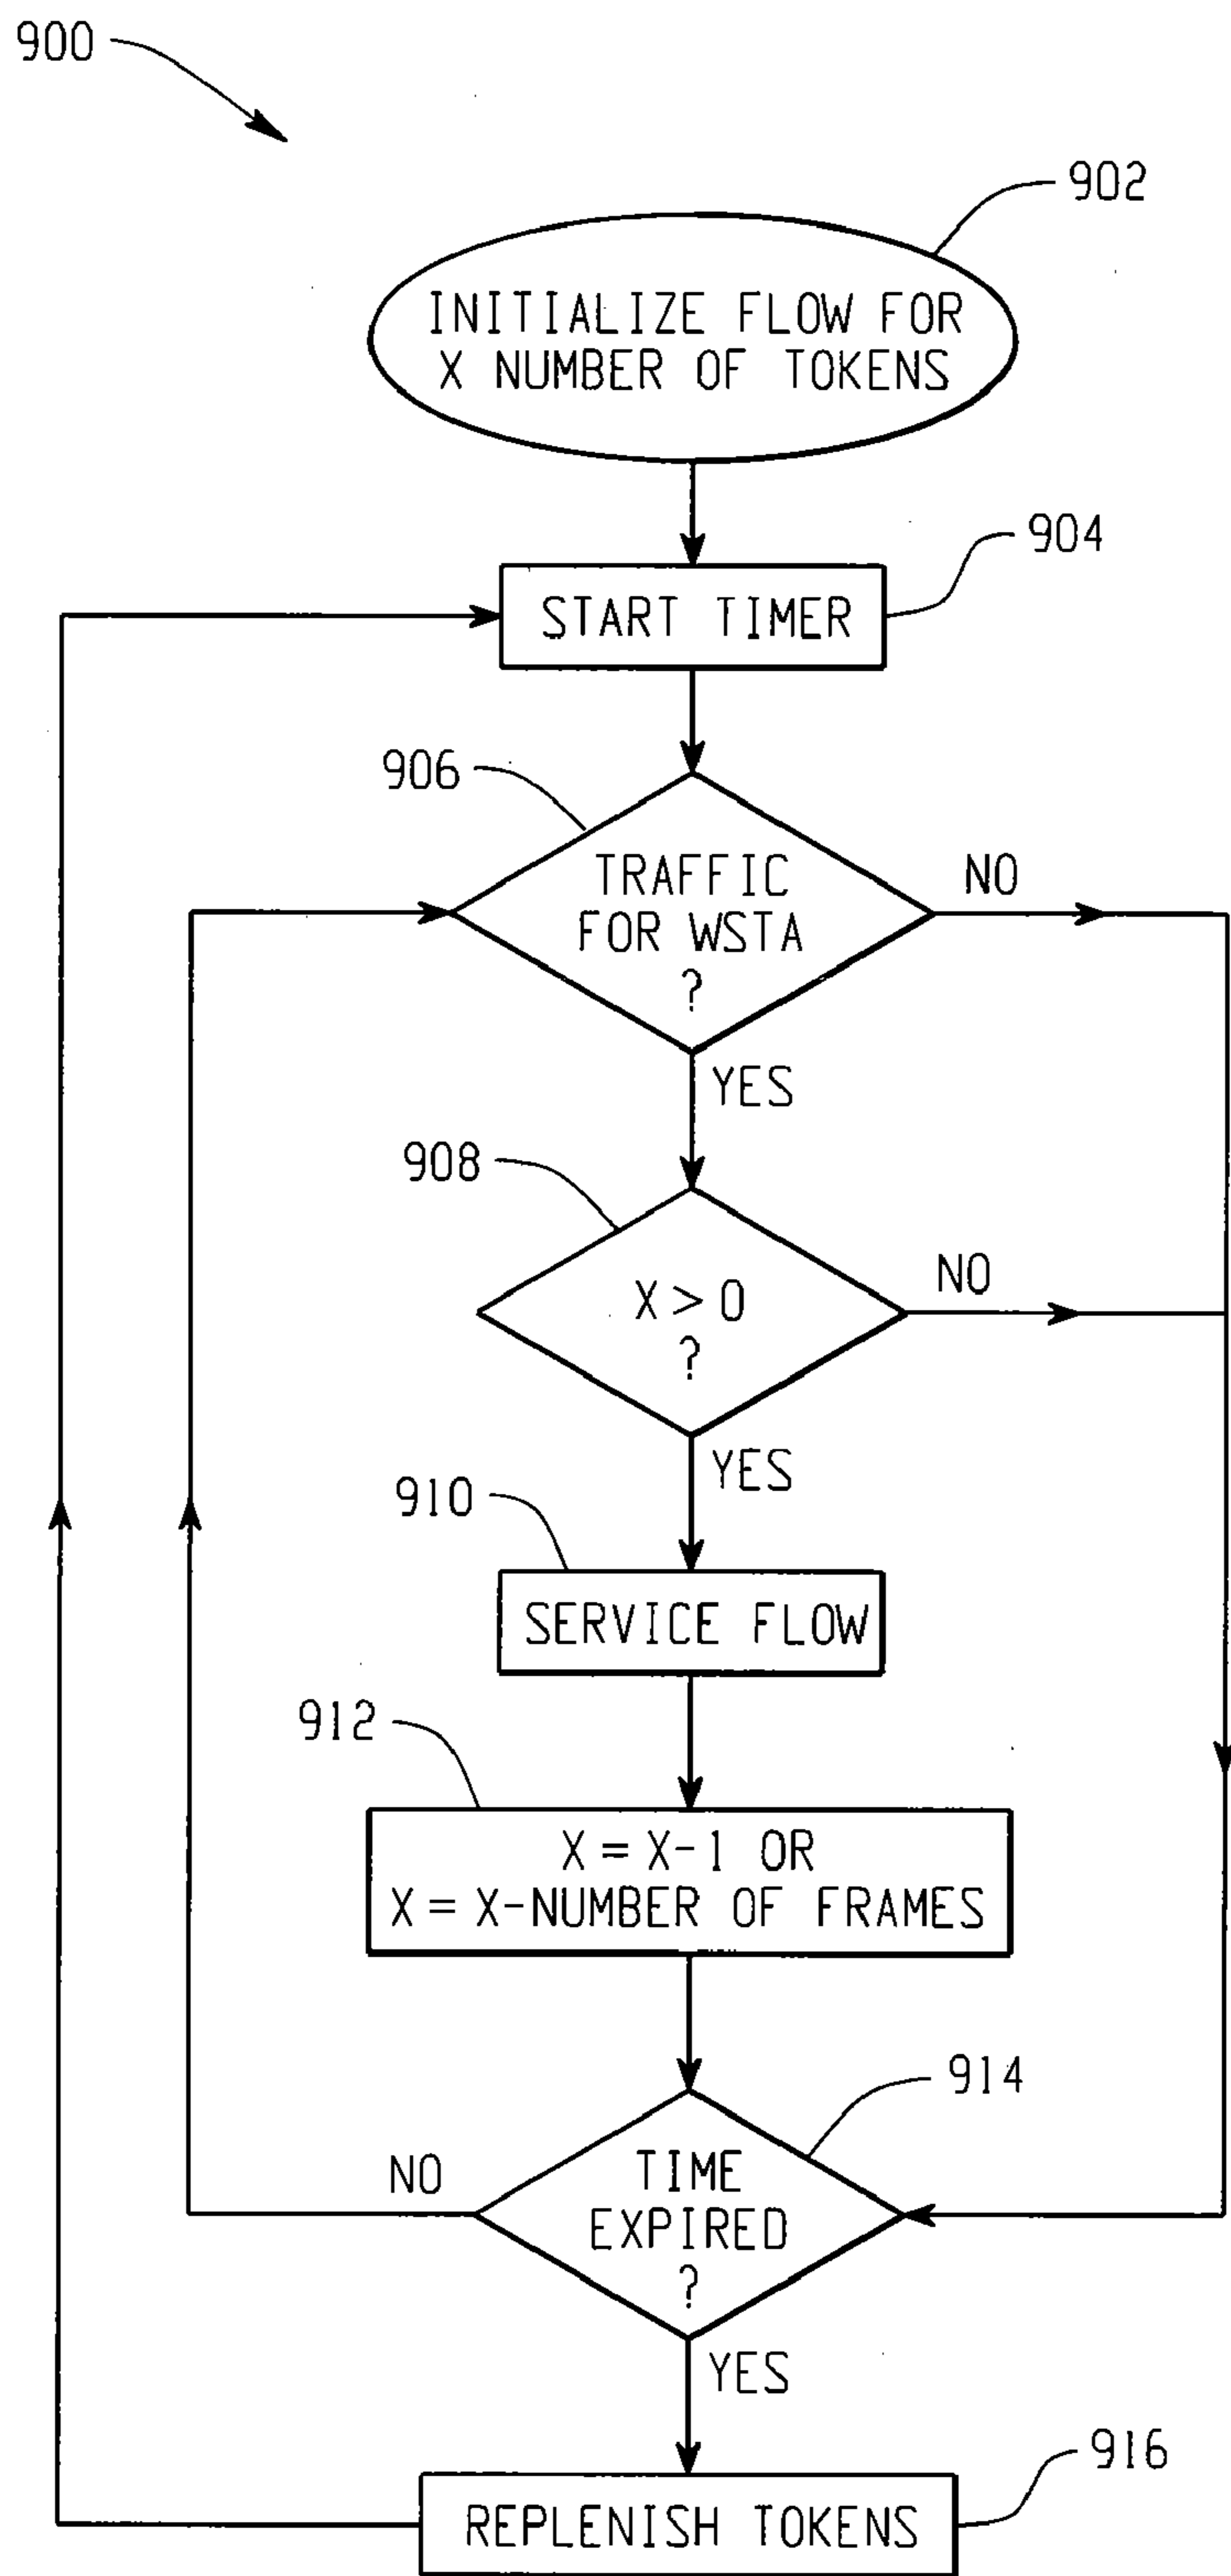 900
902
INITIALIZE FLOW FOR
X NUMBER OF TOKENS
904
START TIMER
906
TRAFFIC
FOR WSTA
?
NO
YES
908
X > 0
?
NO
YES
910
SERVICE FLOW
912
X = X-1 OR
X = X-NUMBER OF FRAMES
914
TIME
EXPIRED
?
NO
YES
916
REPLENISH TOKENS